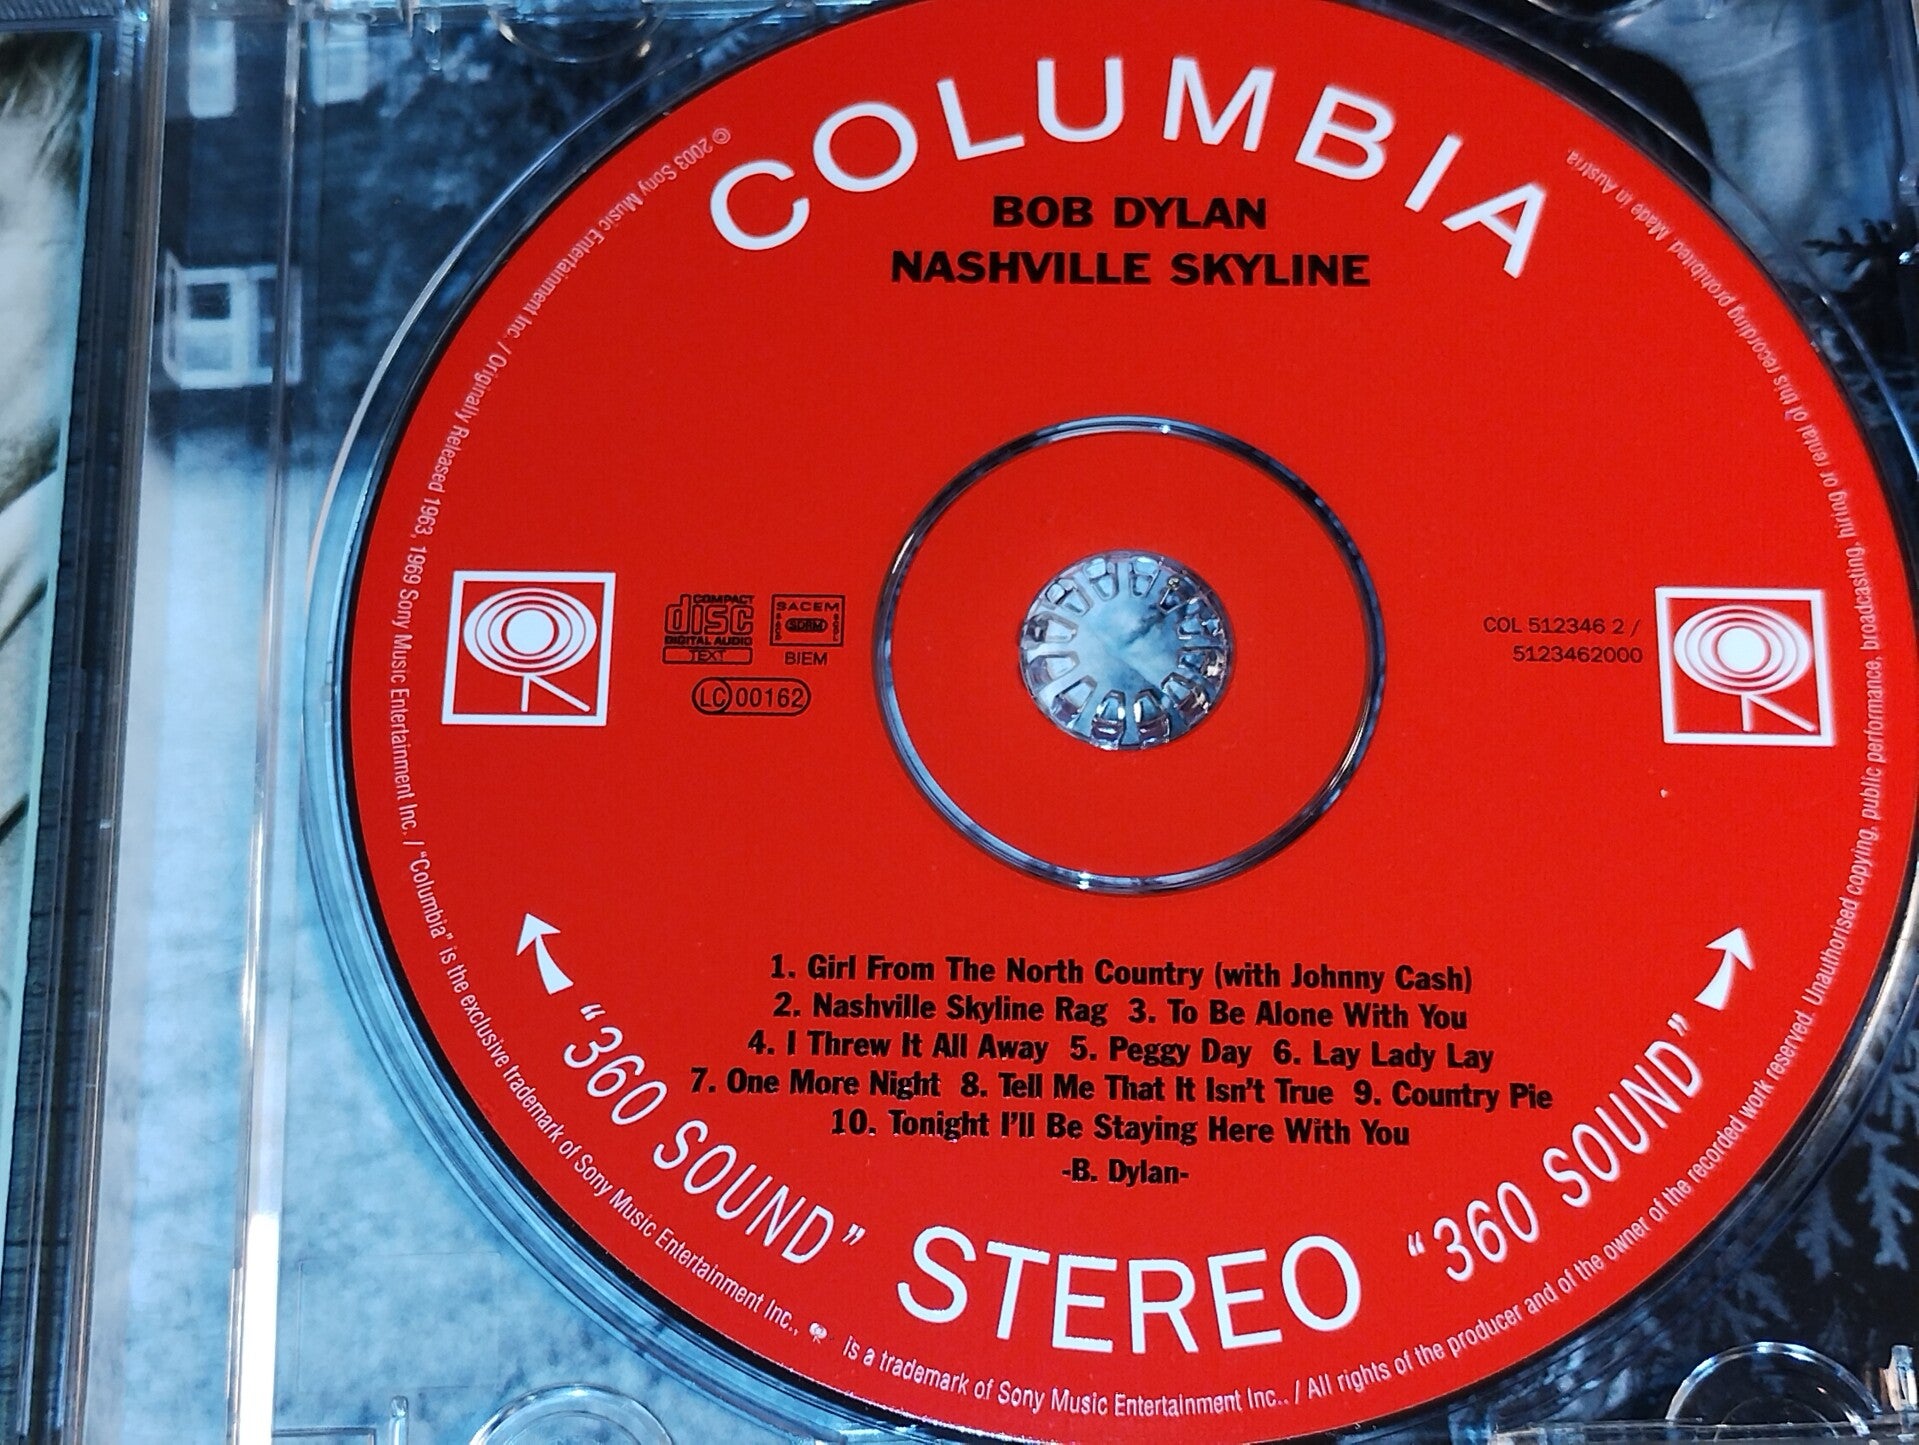 COLUMBIA
BOB DYLAN
NASHVILLE SKYLINE
COMPACT
disc
DIGITAL AUDIO
TEXT
SACEM
SDRM
BIEM
LC 00162
COL 512346 2 /
5123462000
1. Girl From The North Country (with Johnny Cash)
2. Nashville Skyline Rag 3. To Be Alone With You
4. I Threw It All Away 5. Peggy Day 6. Lay Lady Lay
7. One More Night 8. Tell Me That It Isn't True 9. Country Pie
10. Tonight I'll Be Staying Here With You
-B. Dylan-
"360 SOUND" STEREO "360 SOUND"
© 2003 Sony Music Entertainment Inc. / Originally Released 1963, 1969 Sony Music Entertainment Inc. / "Columbia" is the exclusive trademark of Sony Music Entertainment Inc., is a trademark of Sony Music Entertainment Inc.. / All rights of the producer and of the owner of the recorded work reserved. Unauthorised copying, public performance, broadcasting, hiring or rental of this recording prohibited. Made in Austria